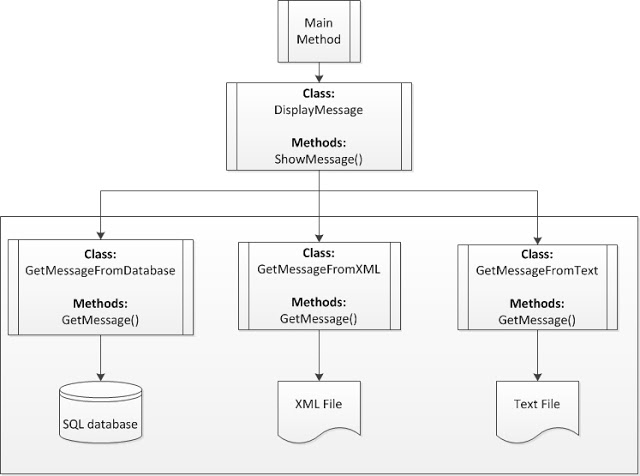 Main
Method
Class:
DisplayMessage
Methods:
ShowMessage()
Class:
GetMessageFromDatabase
Methods:
GetMessage()
Class:
GetMessageFromXML
Methods:
GetMessage()
Class:
GetMessageFromText
Methods:
GetMessage()
SQL database
XML File
Text File